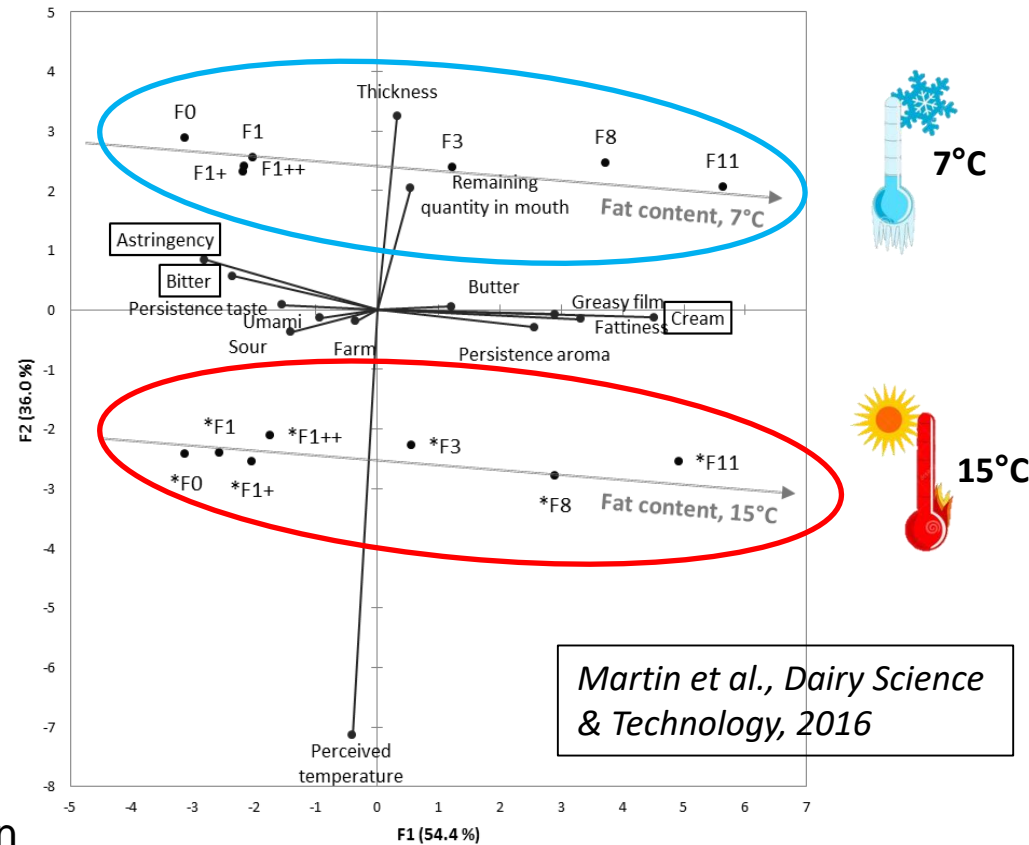 5
4
3
2
1
0
-1
-2
-3
-4
-5
-6
-7
-8
F2 (36.0 %)
Thickness
F0
F1
F1+
F1++
F3
F8
F11
Remaining
quantity in mouth
Fat content, 7°C
Astringency
Bitter
Persistence taste
Umami
Sour
Farm
Butter
Greasy film
Fattiness
Cream
Persistence aroma
*F1
*F1++
*F3
*F11
*F0
*F1+
*F8
Fat content, 15°C
Perceived
temperature
-5 -4 -3 -2 -1 0 1 2 3 4 5 6 7
F1 (54.4 %)
7°C
15°C
Martin et al., Dairy Science
& Technology, 2016
n